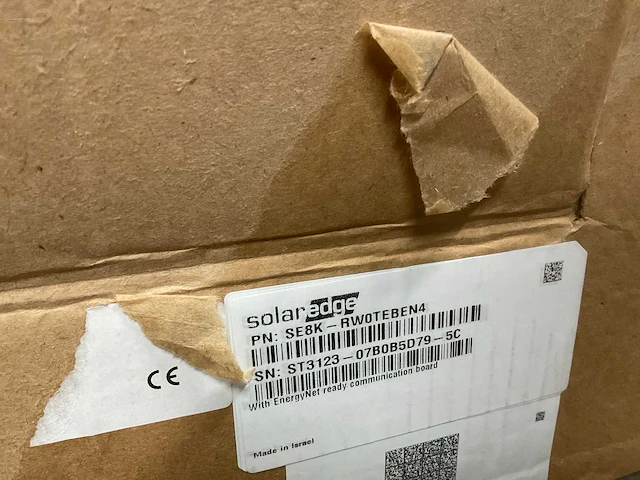 solaredge
PN: SE8K-RW0TEBEN4
SN: ST3123-07B0B5D79-5C
With EnergyNet ready communication board
CE
Made in Israel